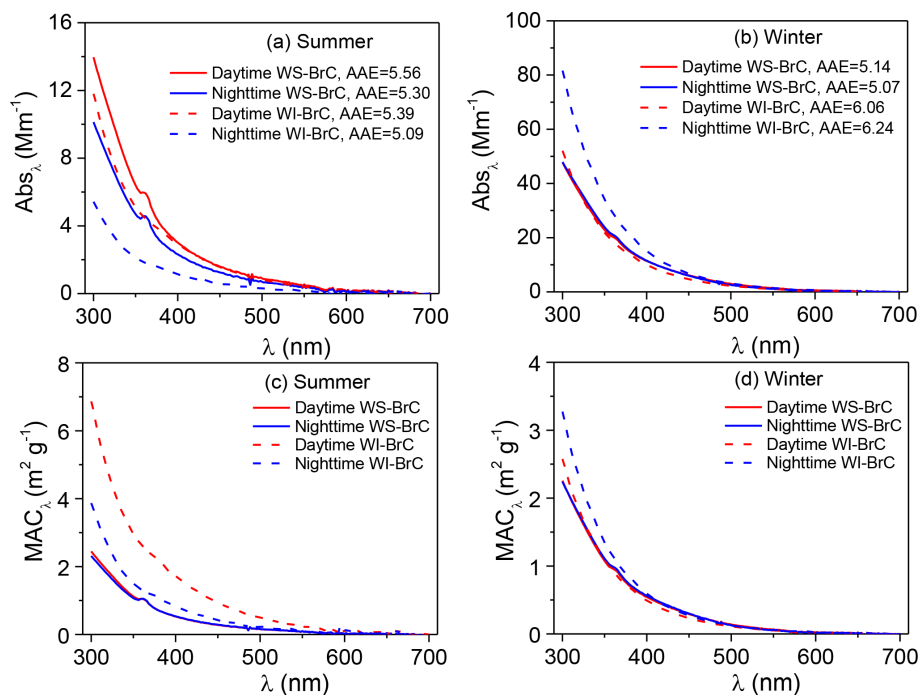 (a) Summer
Daytime WS-BrC, AAE=5.56
Nighttime WS-BrC, AAE=5.30
Daytime WI-BrC, AAE=5.39
Nighttime WI-BrC, AAE=5.09
16
12
8
4
0
Absλ (Mm⁻¹)
300 400 500 600 700
λ (nm)
(b) Winter
Daytime WS-BrC, AAE=5.14
Nighttime WS-BrC, AAE=5.07
Daytime WI-BrC, AAE=6.06
Nighttime WI-BrC, AAE=6.24
100
80
60
40
20
0
Absλ (Mm⁻¹)
300 400 500 600 700
λ (nm)
(c) Summer
Daytime WS-BrC
Nighttime WS-BrC
Daytime WI-BrC
Nighttime WI-BrC
8
6
4
2
0
MACλ (m² g⁻¹)
300 400 500 600 700
λ (nm)
(d) Winter
Daytime WS-BrC
Nighttime WS-BrC
Daytime WI-BrC
Nighttime WI-BrC
4
3
2
1
0
MACλ (m² g⁻¹)
300 400 500 600 700
λ (nm)